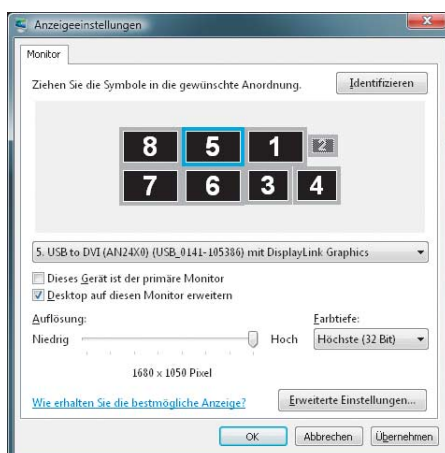 Anzeigeeinstellungen
Monitor
Ziehen Sie die Symbole in die gewünschte Anordnung.
Identifizieren
8 5 1 2
7 6 3 4
5. USB to DVI (AN24X0) (USB_0141-105386) mit DisplayLink Graphics
Dieses Gerät ist der primäre Monitor
Desktop auf diesen Monitor erweitern
Auflösung:
Farbtiefe:
Niedrig Hoch
Höchste (32 Bit)
1680 x 1050 Pixel
Wie erhalten Sie die bestmögliche Anzeige?
Erweiterte Einstellungen...
OK Abbrechen Übernehmen